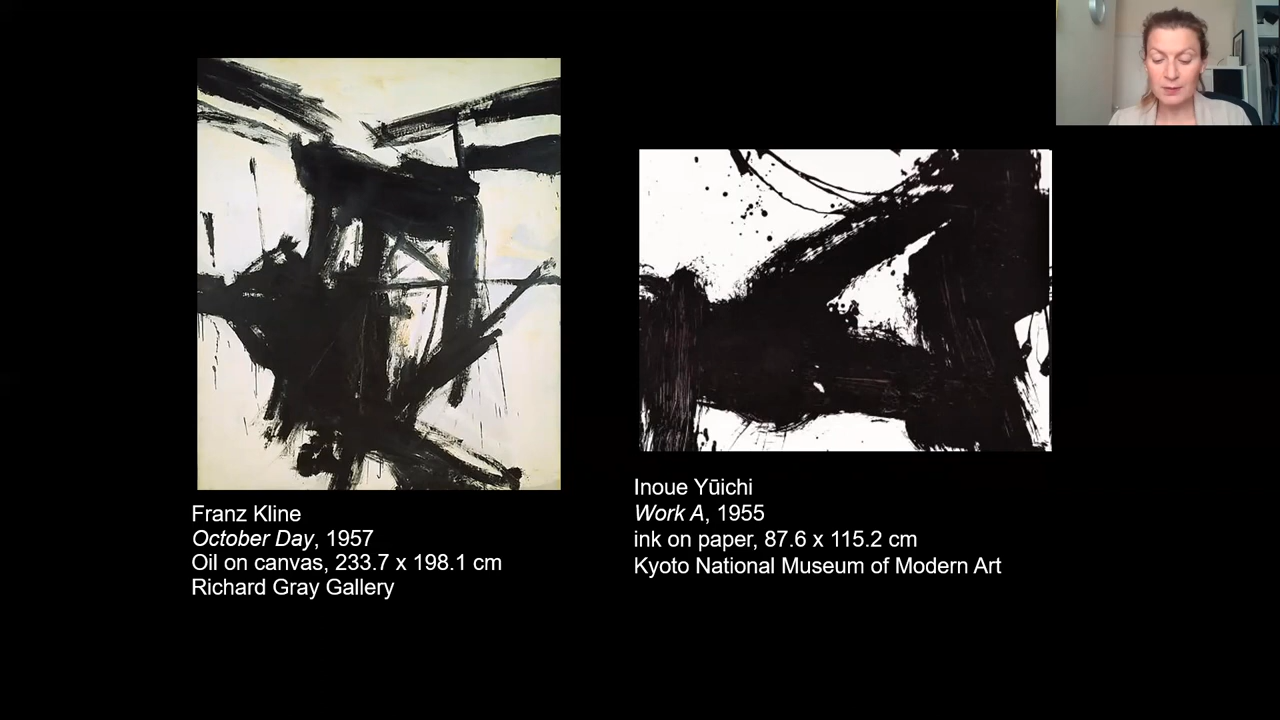 Franz Kline
October Day, 1957
Oil on canvas, 233.7 x 198.1 cm
Richard Gray Gallery
Inoue Yūichi
Work A, 1955
ink on paper, 87.6 x 115.2 cm
Kyoto National Museum of Modern Art